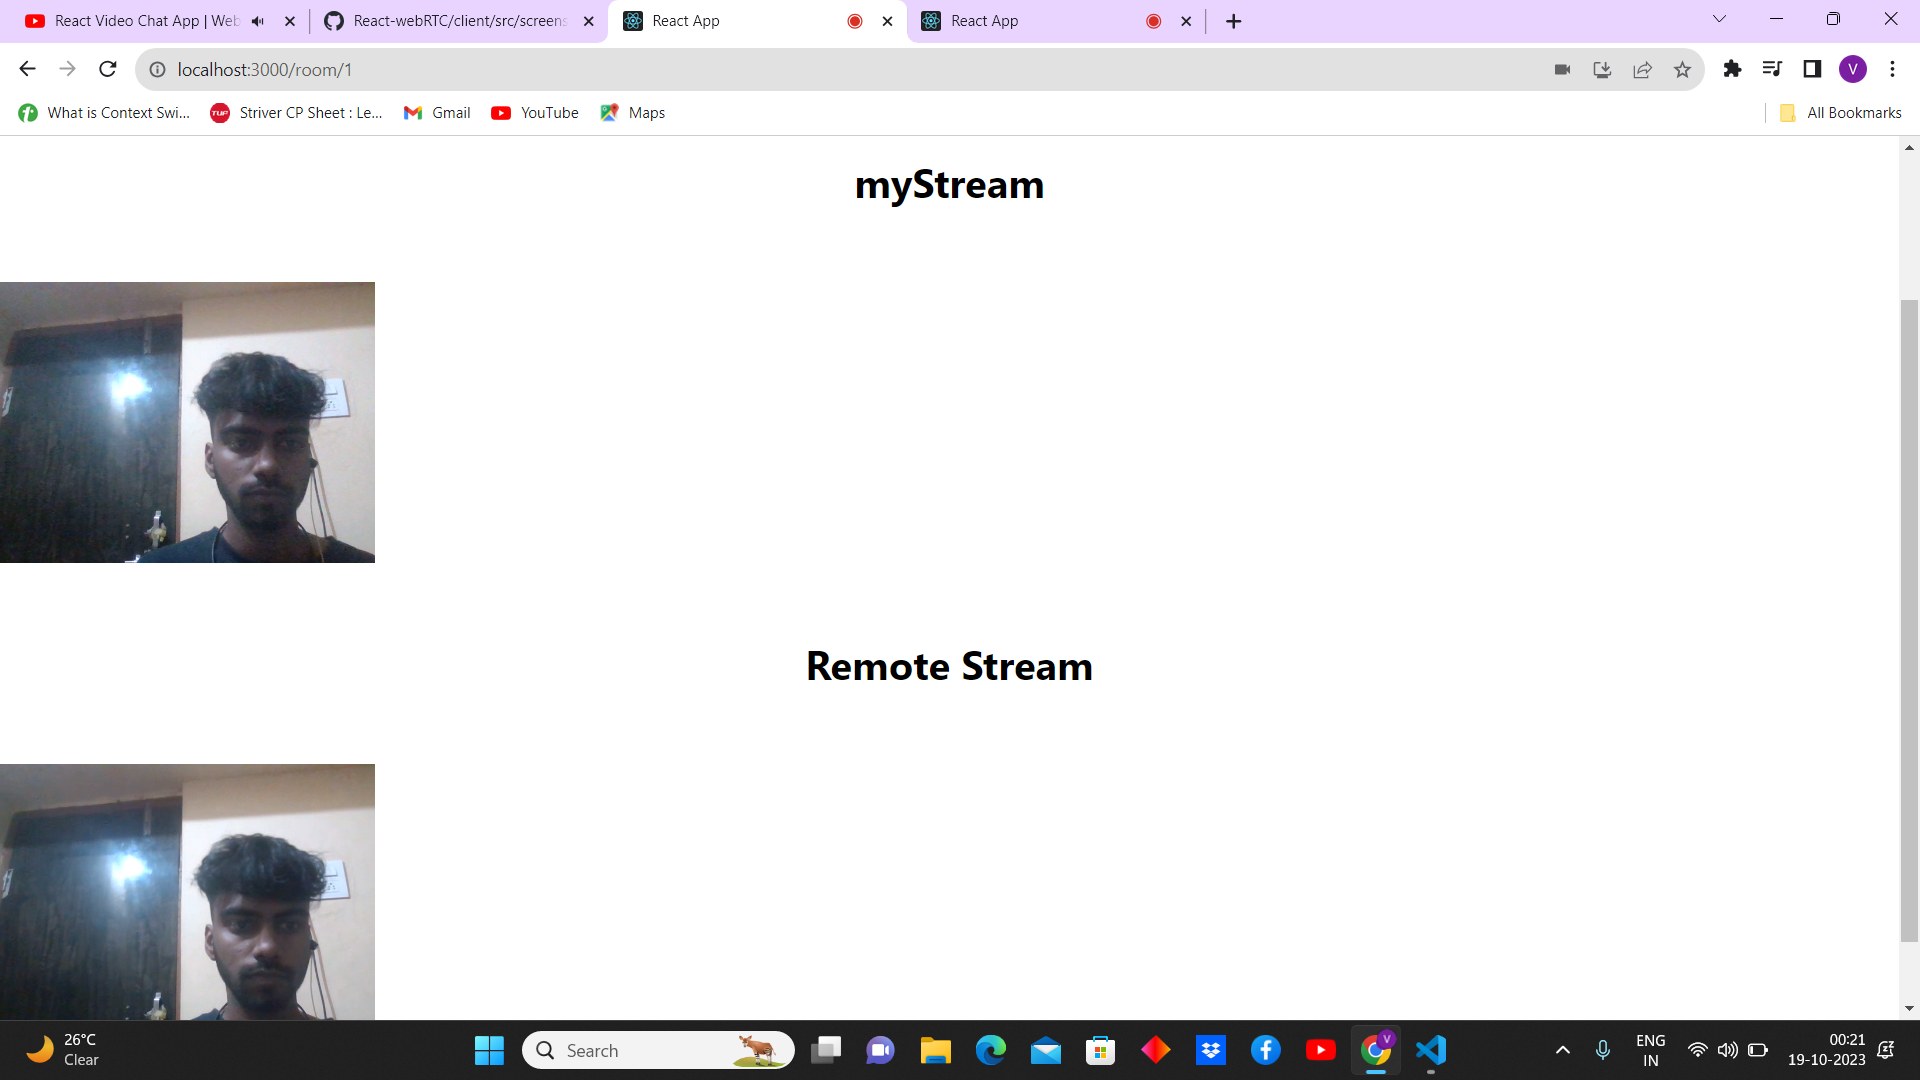 React Video Chat App | Web
React-webRTC/client/src/screens
React App
React App
localhost:3000/room/1
V
What is Context Swi...
TUF
Striver CP Sheet : Le...
Gmail
YouTube
Maps
All Bookmarks
myStream
Remote Stream
26°C
Clear
Search
V
ENG
IN
00:21
19-10-2023